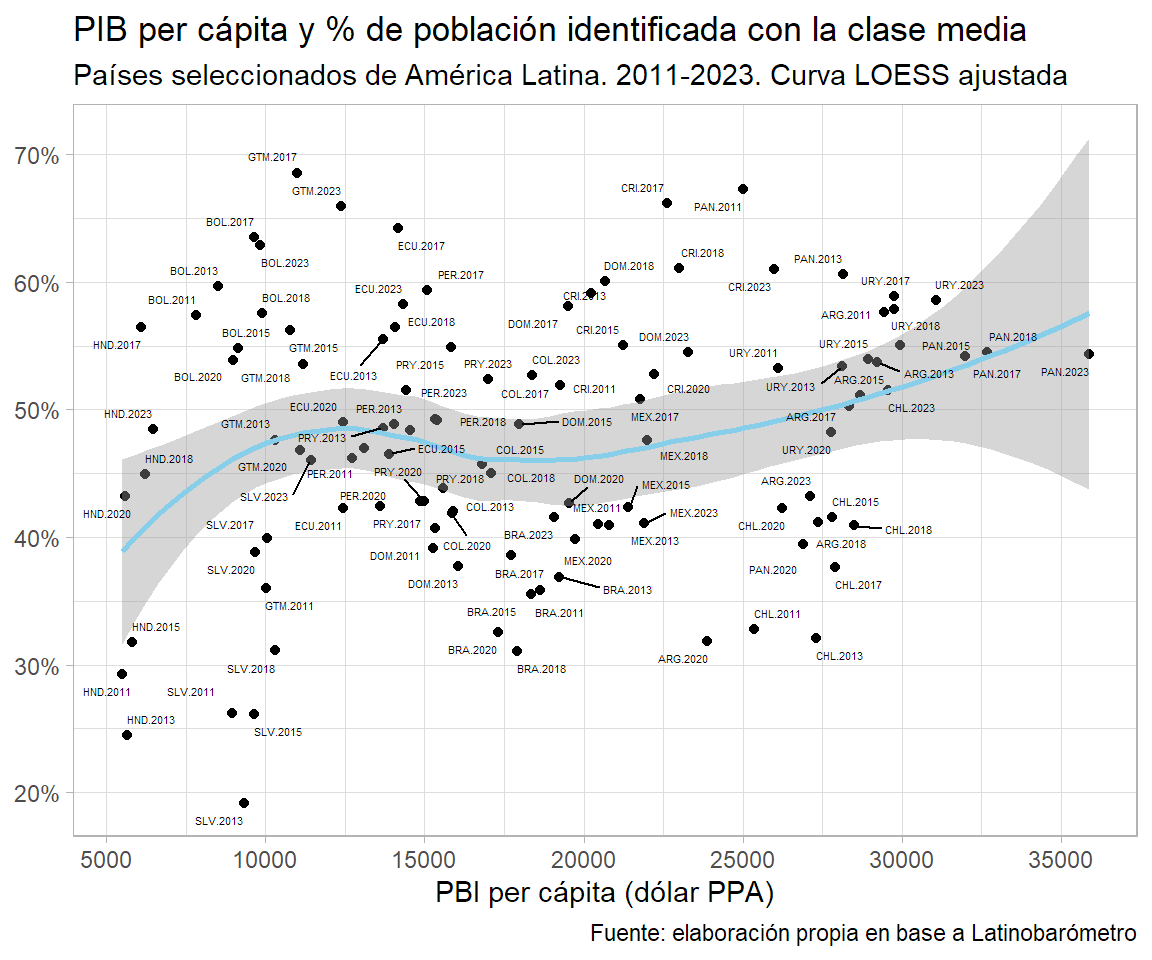 PIB per cápita y % de población identificada con la clase media
Países seleccionados de América Latina. 2011-2023. Curva LOESS ajustada
70%
60%
50%
40%
30%
20%
GTM.2017
GTM.2023
CRI.2017
PAN.2011
BOL.2017
ECU.2017
BOL.2023
CRI.2018
PAN.2013
BOL.2013
PER.2017
DOM.2018
URY.2017
URY.2023
ECU.2023
CRI.2023
BOL.2011
BOL.2018
CRI.2013
ARG.2011
HND.2017
BOL.2015
ECU.2018
DOM.2017
CRI.2015
DOM.2023
URY.2018
GTM.2015
URY.2015
PAN.2015
PAN.2018
BOL.2020
GTM.2018
ECU.2013
PRY.2015
PRY.2023
COL.2023
URY.2011
PAN.2017
PAN.2023
PER.2023
COL.2017
CRI.2011
CRI.2020
URY.2013
ARG.2015
ARG.2013
HND.2023
GTM.2013
ECU.2020
PER.2013
PER.2018
DOM.2015
MEX.2017
ARG.2017
CHL.2023
PRY.2013
ECU.2015
COL.2015
URY.2020
HND.2018
GTM.2020
PER.2011
PRY.2020
PRY.2018
COL.2018
MEX.2018
SLV.2023
DOM.2020
MEX.2015
ARG.2023
HND.2020
PER.2020
COL.2013
MEX.2011
MEX.2023
CHL.2015
SLV.2017
ECU.2011
PRY.2017
BRA.2023
MEX.2013
CHL.2020
CHL.2018
SLV.2020
DOM.2011
COL.2020
MEX.2020
ARG.2018
PAN.2020
DOM.2013
BRA.2017
BRA.2013
CHL.2017
GTM.2011
BRA.2015
BRA.2011
CHL.2011
HND.2015
BRA.2020
ARG.2020
CHL.2013
SLV.2018
BRA.2018
HND.2011
SLV.2011
HND.2013
SLV.2015
SLV.2013
5000 10000 15000 20000 25000 30000 35000
PBI per cápita (dólar PPA)
Fuente: elaboración propia en base a Latinobarómetro